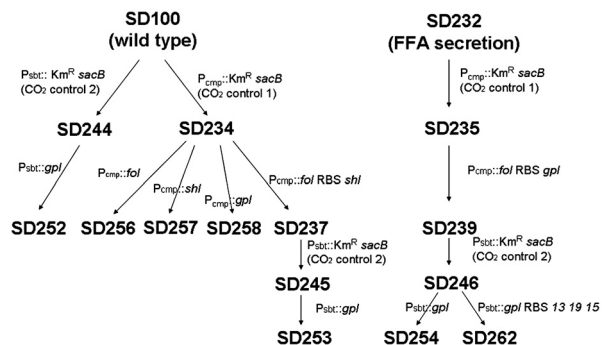 SD100
(wild type)
SD232
(FFA secretion)
Psbt:: KmR sacB
(CO2 control 2)
Pcmp::KmR sacB
(CO2 control 1)
Pcmp::KmR sacB
(CO2 control 1)
SD244
SD234
SD235
Psbt::gpl
Pcmp::fol
Pcmp::shl
Pcmp::gpl
Pcmp::fol RBS shl
Pcmp::fol RBS gpl
SD252
SD256
SD257
SD258
SD237
SD239
Psbt::KmR sacB
(CO2 control 2)
Psbt::KmR sacB
(CO2 control 2)
SD245
SD246
Psbt::gpl
Psbt::gpl
Psbt::gpl RBS 13 19 15
SD253
SD254
SD262